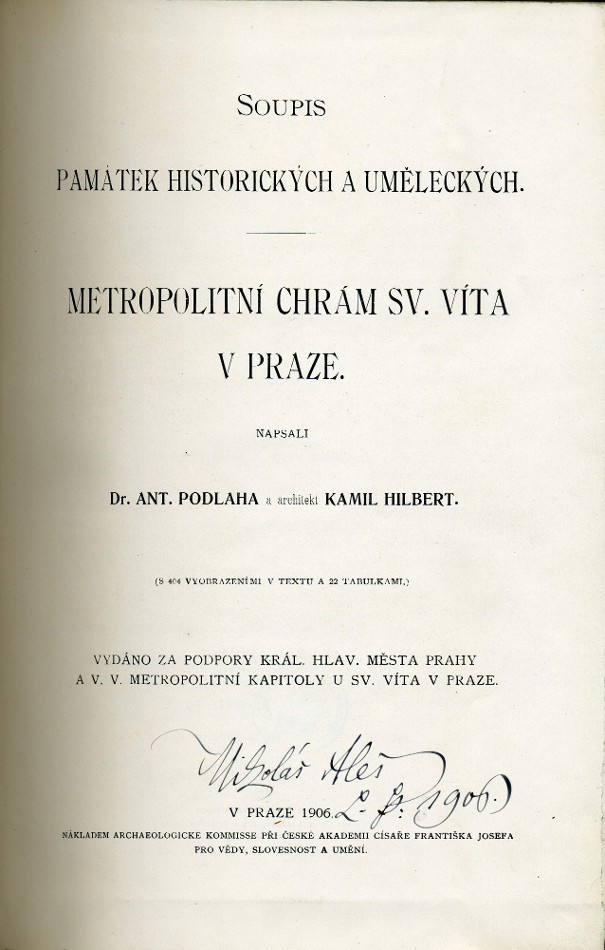 SOUPIS
PAMÁTEK HISTORICKÝCH A UMĚLECKÝCH.
METROPOLITNÍ CHRÁM SV. VÍTA
V PRAZE.
NAPSALI
Dr. ANT. PODLAHA a architekt KAMIL HILBERT.
(S 404 VYOBRAZENÍMI V TEXTU A 22 TABULKAMI.)
VYDÁNO ZA PODPORY KRÁL. HLAV. MĚSTA PRAHY
A V. V. METROPOLITNÍ KAPITOLY U SV. VÍTA V PRAZE.
Mikoláš Aleš
V PRAZE 1906.
1906.
NÁKLADEM ARCHAEOLOGICKE KOMMISSE PŘI ČESKÉ AKADEMII CÍSAŘE FRANTIŠKA JOSEFA
PRO VĚDY, SLOVESNOST A UMĚNÍ.